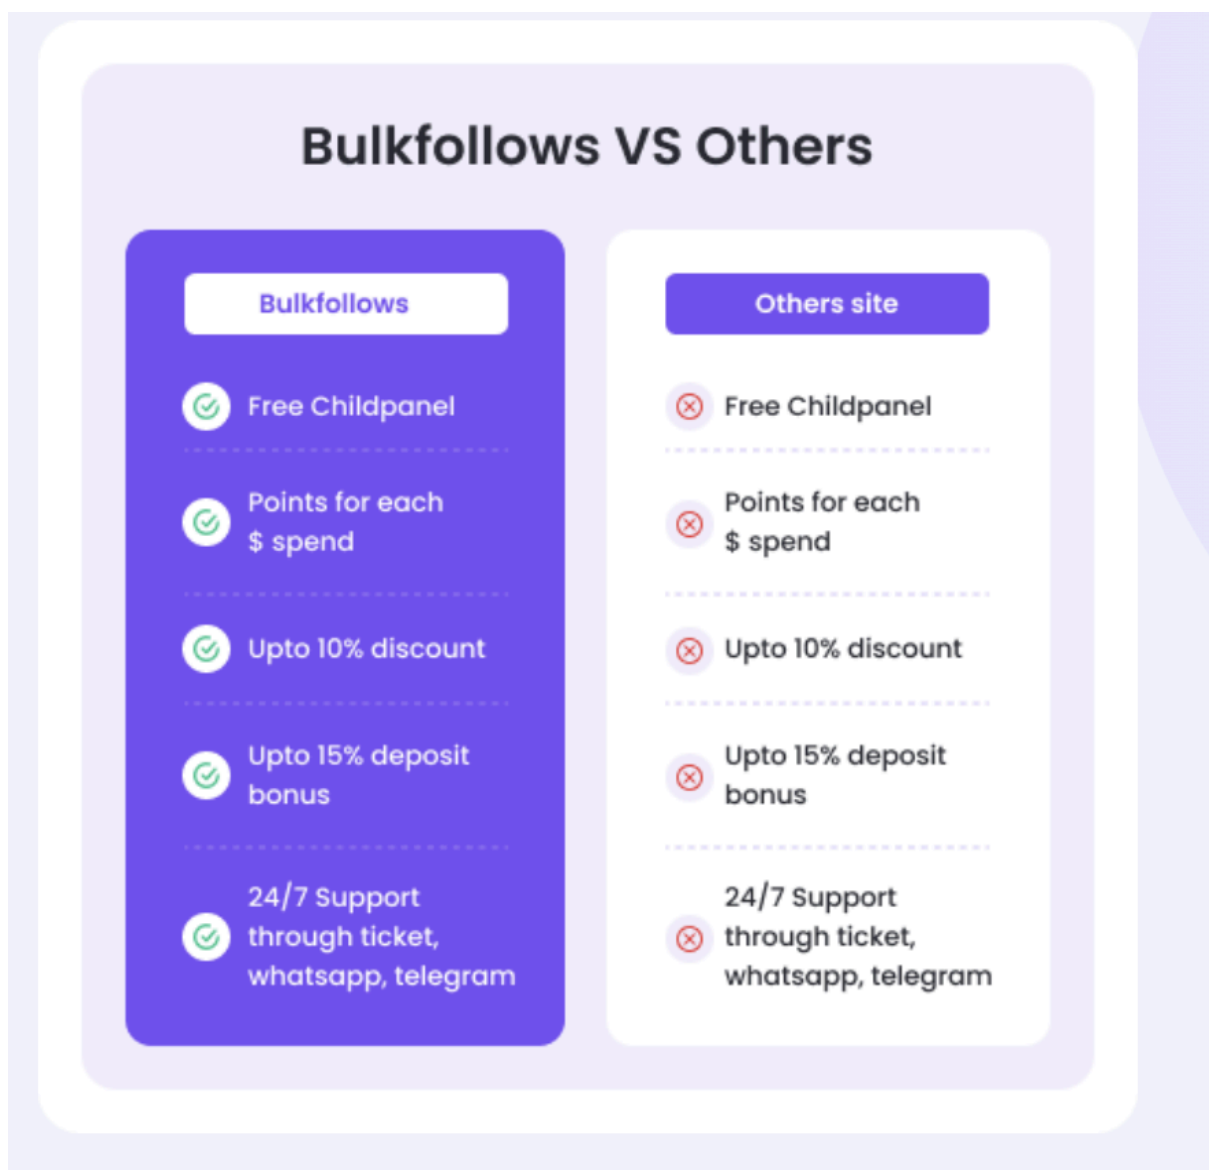 Bulkfollows VS Others
Bulkfollows
Free Childpanel
Points for each
$ spend
Upto 10% discount
Upto 15% deposit
bonus
24/7 Support
through ticket,
whatsapp, telegram
Others site
Free Childpanel
Points for each
$ spend
Upto 10% discount
Upto 15% deposit
bonus
24/7 Support
through ticket,
whatsapp, telegram